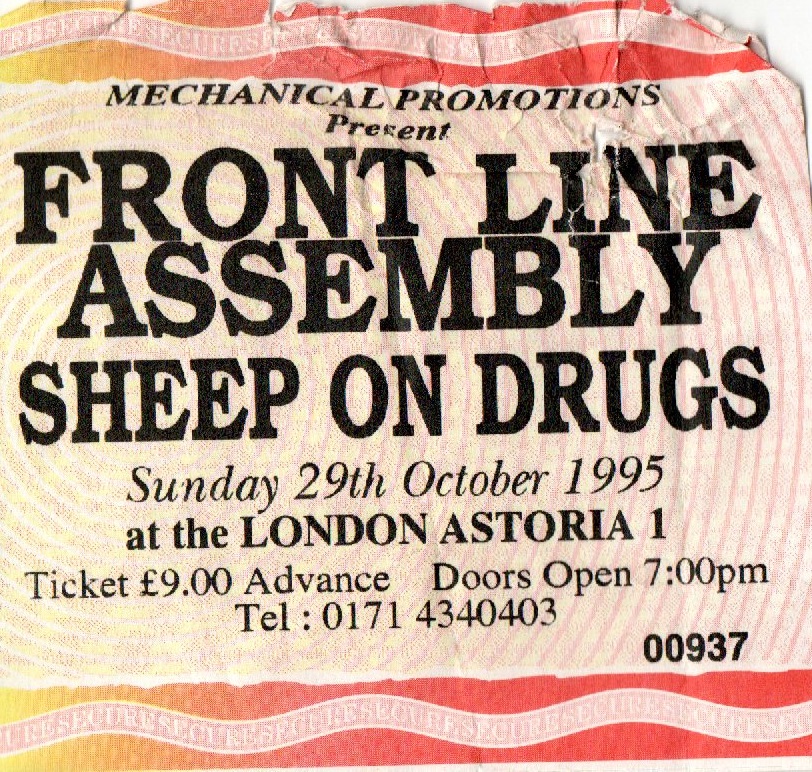 MECHANICAL PROMOTIONS
Present
FRONT LINE
ASSEMBLY
SHEEP ON DRUGS
Sunday 29th October 1995
at the LONDON ASTORIA 1
Ticket £9.00 Advance Doors Open 7:00pm
Tel : 0171 4340403
00937